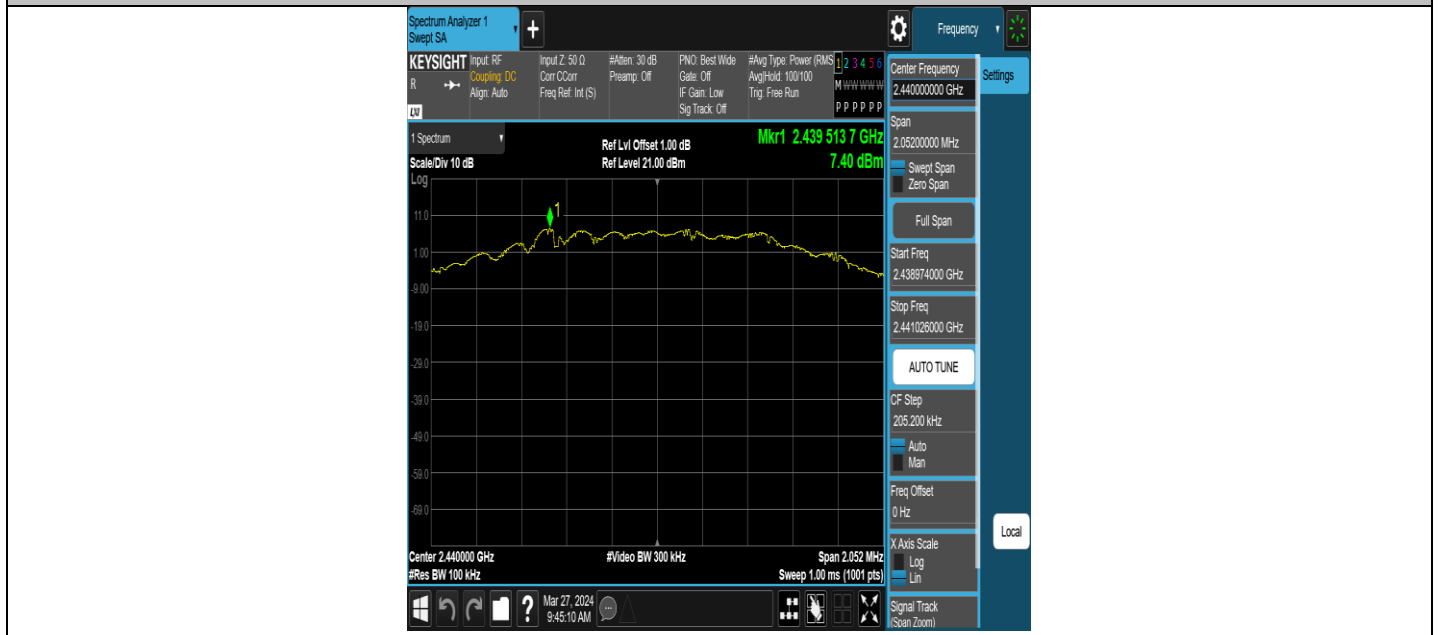 Spectrum Analyzer 1
Swept SA
+
Frequency
KEYSIGHT
R
LXI
Input: RF
Coupling: DC
Align: Auto
Input Z: 50 Ω
Corr CCorr
Freq Ref: Int (S)
#Atten: 30 dB
Preamp: Off
PNO: Best Wide
Gate: Off
IF Gain: Low
Sig Track: Off
#Avg Type: Power (RMS
Avg|Hold: 100/100
Trig: Free Run
1 2 3 4 5 6
M W W W W W
P P P P P P
1 Spectrum
Scale/Div 10 dB
Log
Ref Lvl Offset 1.00 dB
Ref Level 21.00 dBm
Mkr1 2.439 513 7 GHz
7.40 dBm
1
11.0
1.00
-9.00
-19.0
-29.0
-39.0
-49.0
-59.0
-69.0
Center 2.440000 GHz
#Res BW 100 kHz
#Video BW 300 kHz
Span 2.052 MHz
Sweep 1.00 ms (1001 pts)
Center Frequency
2.440000000 GHz
Settings
Span
2.05200000 MHz
Swept Span
Zero Span
Full Span
Start Freq
2.438974000 GHz
Stop Freq
2.441026000 GHz
AUTO TUNE
CF Step
205.200 kHz
Auto
Man
Freq Offset
0 Hz
Local
X Axis Scale
Log
Lin
Signal Track
(Span Zoom)
?
Mar 27, 2024
9:45:10 AM